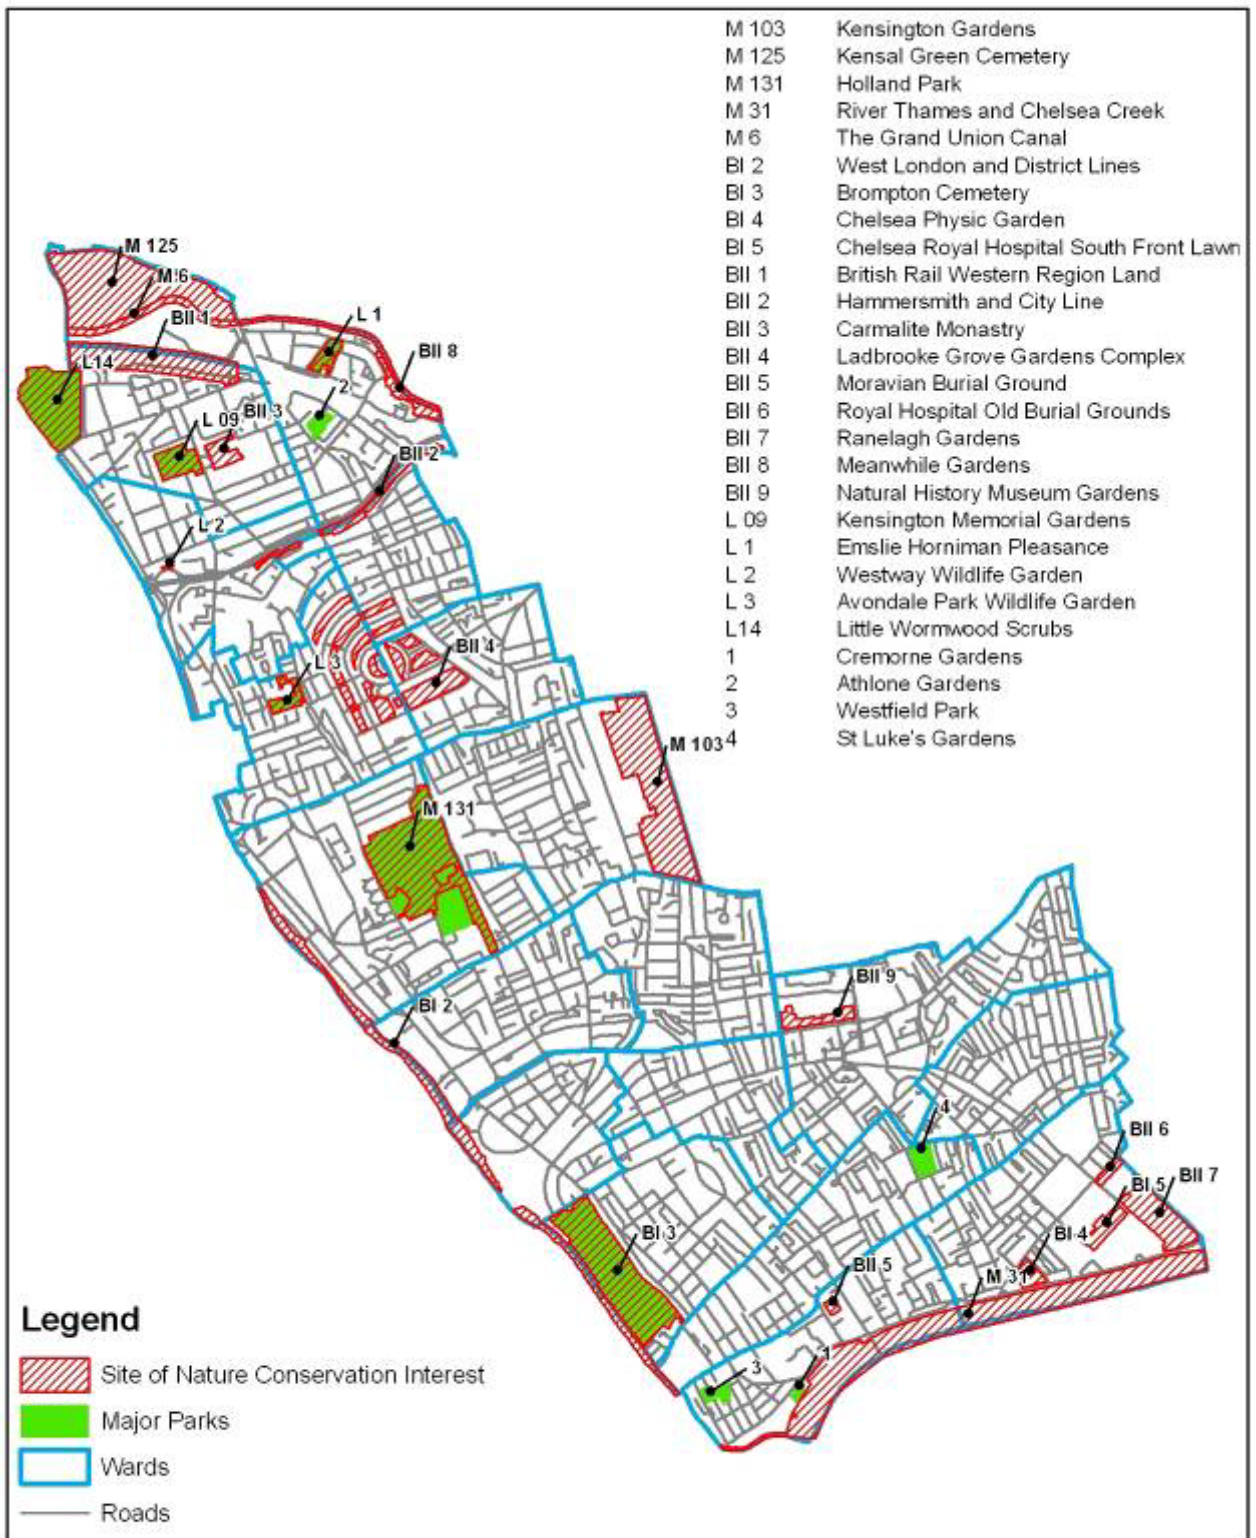 M 103 Kensington Gardens
M 125 Kensal Green Cemetery
M 131 Holland Park
M 31 River Thames and Chelsea Creek
M 6 The Grand Union Canal
BI 2 West London and District Lines
BI 3 Brompton Cemetery
BI 4 Chelsea Physic Garden
BI 5 Chelsea Royal Hospital South Front Lawn
BII 1 British Rail Western Region Land
BII 2 Hammersmith and City Line
BII 3 Carmalite Monastry
BII 4 Ladbrooke Grove Gardens Complex
BII 5 Moravian Burial Ground
BII 6 Royal Hospital Old Burial Grounds
BII 7 Ranelagh Gardens
BII 8 Meanwhile Gardens
BII 9 Natural History Museum Gardens
L 09 Kensington Memorial Gardens
L 1 Emslie Horniman Pleasance
L 2 Westway Wildlife Garden
L 3 Avondale Park Wildlife Garden
L14 Little Wormwood Scrubs
1 Cremorne Gardens
2 Athlone Gardens
3 Westfield Park
4 St Luke's Gardens
M 125
M 6
BII 1
L 1
BII 8
L14
2
BII 3
L 09
BII 2
L 2
BII 4
L 3
M 103
M 131
BII 9
BI 2
4
BII 6
BII 7
BI 5
BI 3
BI 4
BII 5
M 31
1
3
Legend
Site of Nature Conservation Interest
Major Parks
Wards
Roads